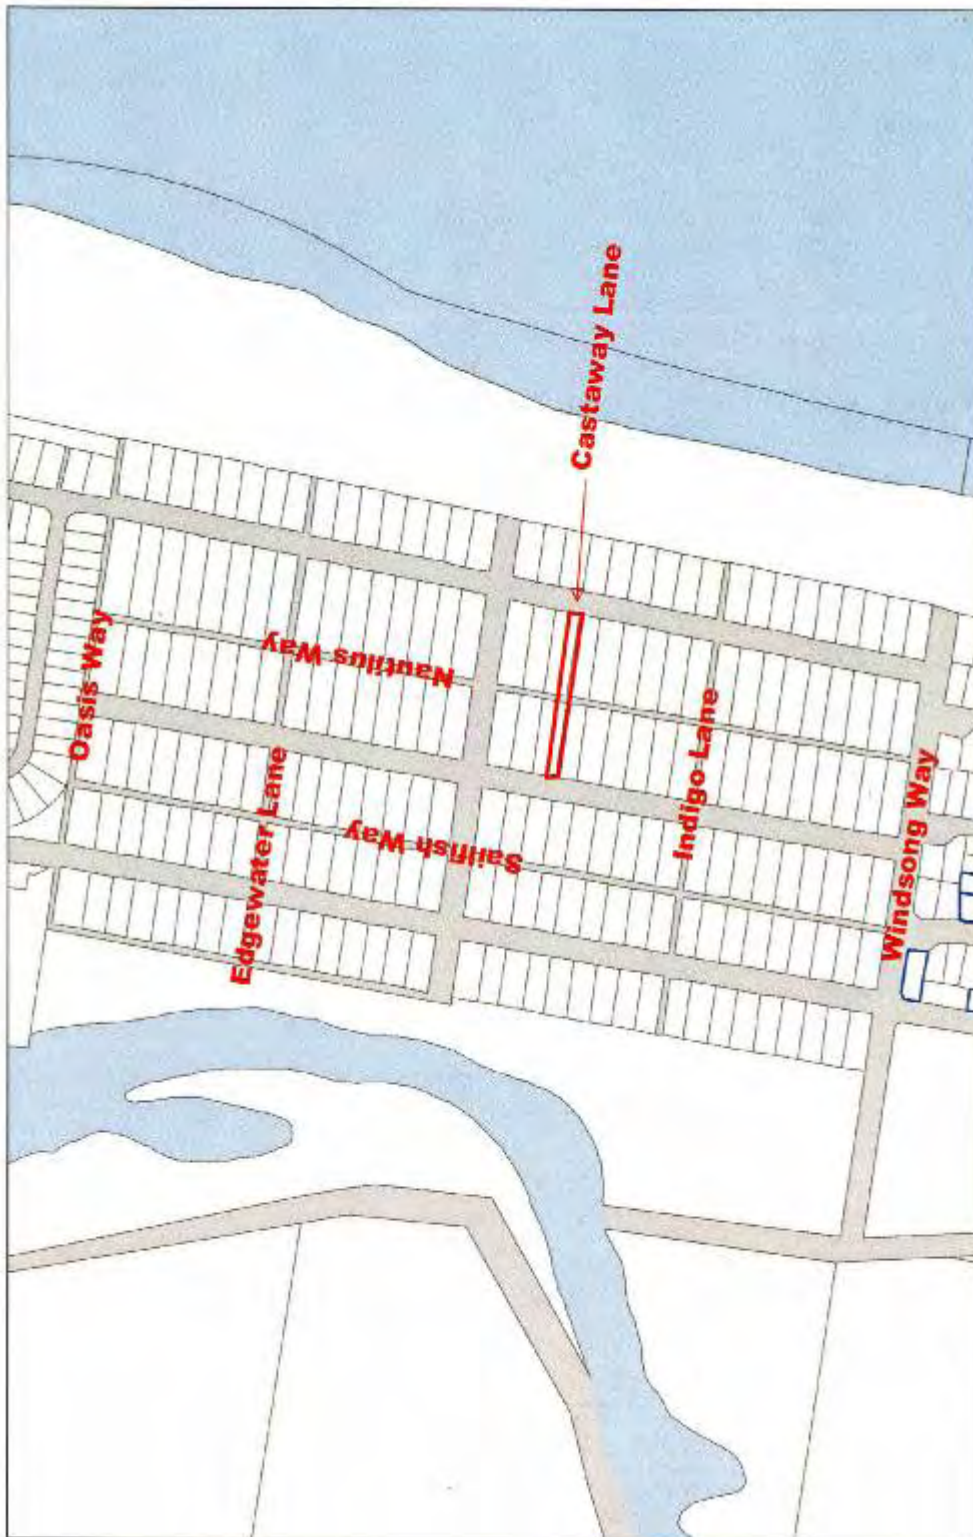 Castaway Lane
Oasis Way
Nautilus Way
Edgewater Lane
Sailfish Way
Indigo Lane
Windsong Way